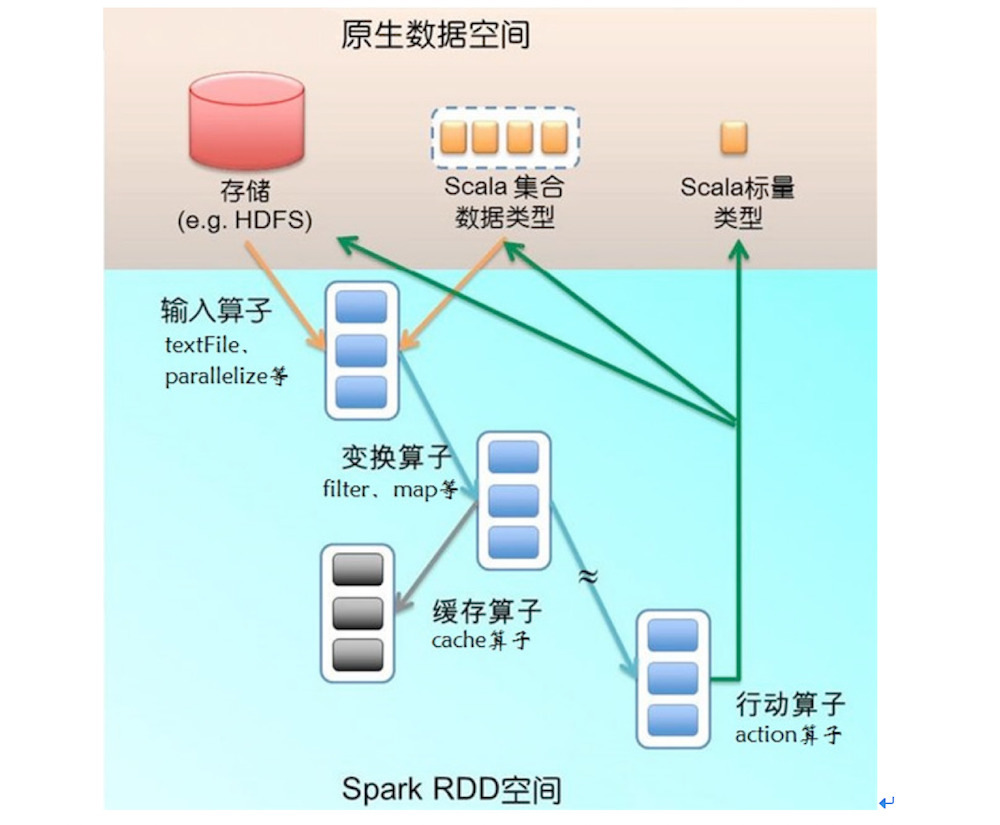 原生数据空间
存储
(e.g. HDFS)
Scala 集合
数据类型
Scala标量
类型
输入算子
textFile、
parallelize等
变换算子
filter、map等
≈
缓存算子
cache算子
行动算子
action算子
Spark RDD空间